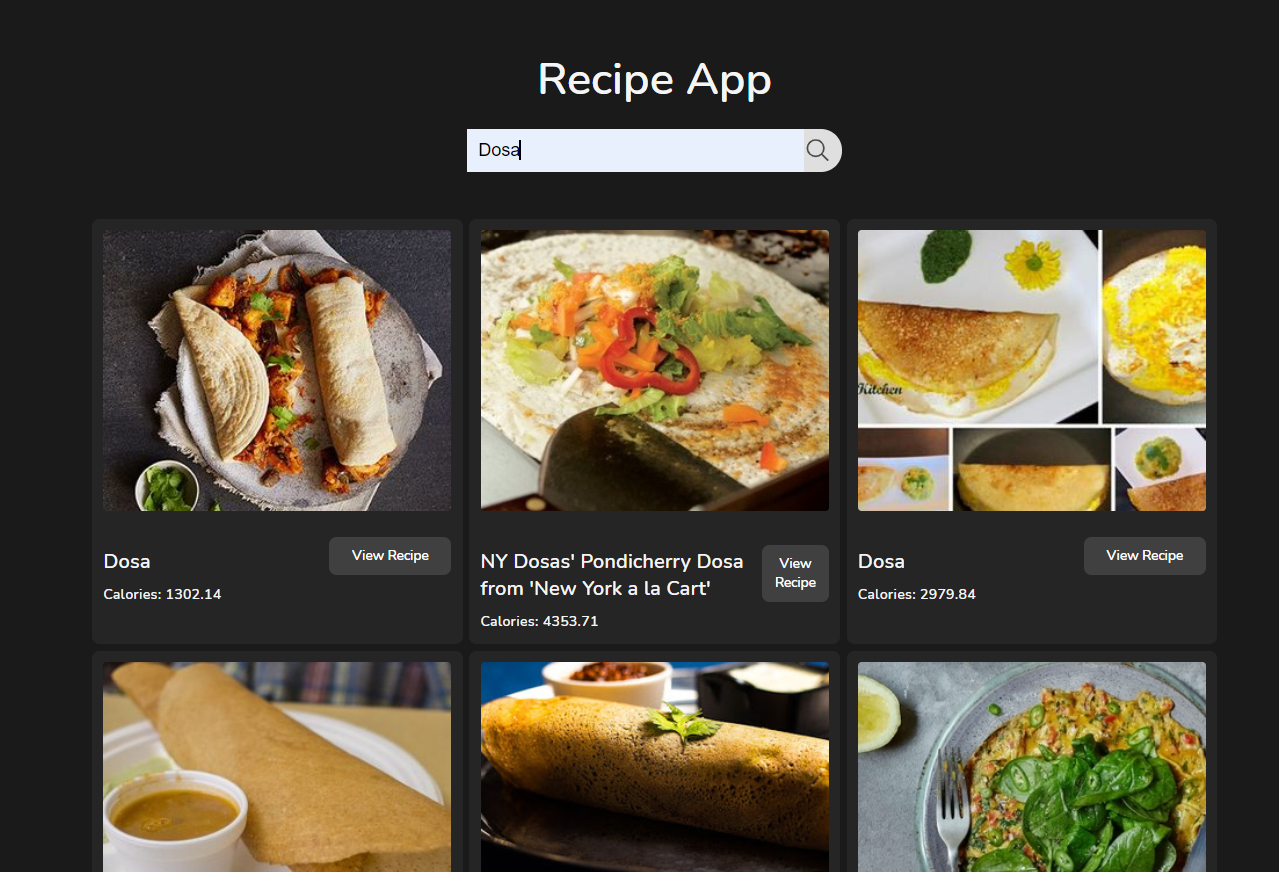 Recipe App
Dosa
Kitchen
Dosa
View Recipe
Calories: 1302.14
NY Dosas' Pondicherry Dosa
from 'New York a la Cart'
View
Recipe
Calories: 4353.71
Dosa
View Recipe
Calories: 2979.84